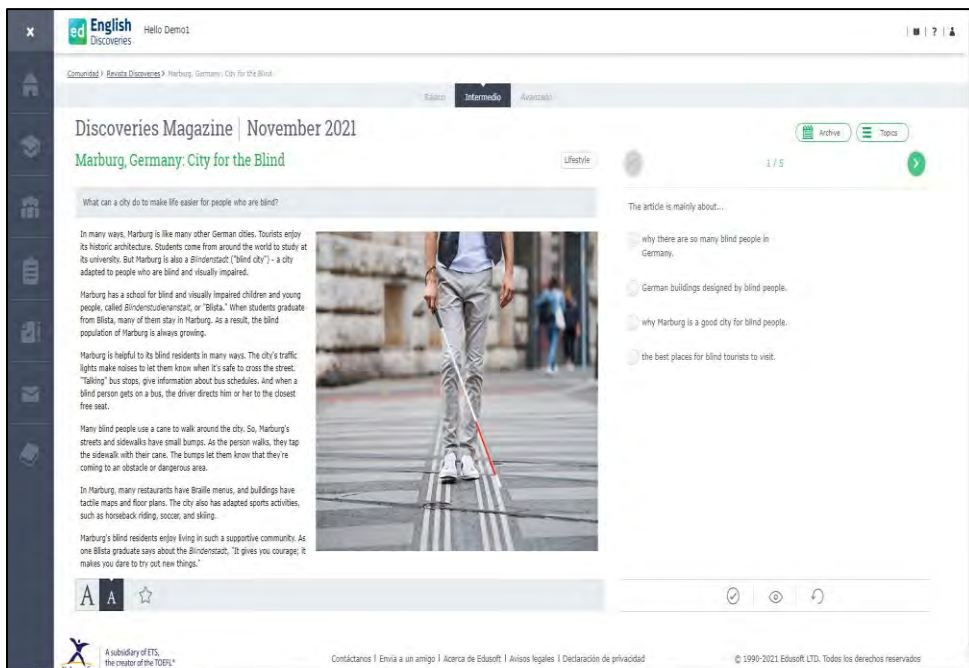 x
ed English
Discoveries
Hello Demo1
| ? |
Comunidad > Revista Discoveries > Marburg, Germany: City for the Blind
Básico Intermedio Avanzado
Discoveries Magazine | November 2021
Archive Topics
Marburg, Germany: City for the Blind
Lifestyle
1 / 5
What can a city do to make life easier for people who are blind?
In many ways, Marburg is like many other German cities. Tourists enjoy
its historic architecture. Students come from around the world to study at
its university. But Marburg is also a Blindenstadt ("blind city") - a city
adapted to people who are blind and visually impaired.
Marburg has a school for blind and visually impaired children and young
people, called Blindenstudienanstalt, or "Blista." When students graduate
from Blista, many of them stay in Marburg. As a result, the blind
population of Marburg is always growing.
Marburg is helpful to its blind residents in many ways. The city's traffic
lights make noises to let them know when it's safe to cross the street.
"Talking" bus stops, give information about bus schedules. And when a
blind person gets on a bus, the driver directs him or her to the closest
free seat.
Many blind people use a cane to walk around the city. So, Marburg's
streets and sidewalks have small bumps. As the person walks, they tap
the sidewalk with their cane. The bumps let them know that they're
coming to an obstacle or dangerous area.
In Marburg, many restaurants have Braille menus, and buildings have
tactile maps and floor plans. The city also has adapted sports activities,
such as horseback riding, soccer, and skiing.
Marburg's blind residents enjoy living in such a supportive community. As
one Blista graduate says about the Blindenstadt, "It gives you courage; it
makes you dare to try out new things."
The article is mainly about...
why there are so many blind people in
Germany.
German buildings designed by blind people.
why Marburg is a good city for blind people.
the best places for blind tourists to visit.
A A
A subsidiary of ETS,
the creator of the TOEFL®
Contáctanos | Envía a un amigo | Acerca de Edusoft | Avisos legales | Declaración de privacidad
© 1990-2021 Edusoft LTD. Todos los derechos reservados